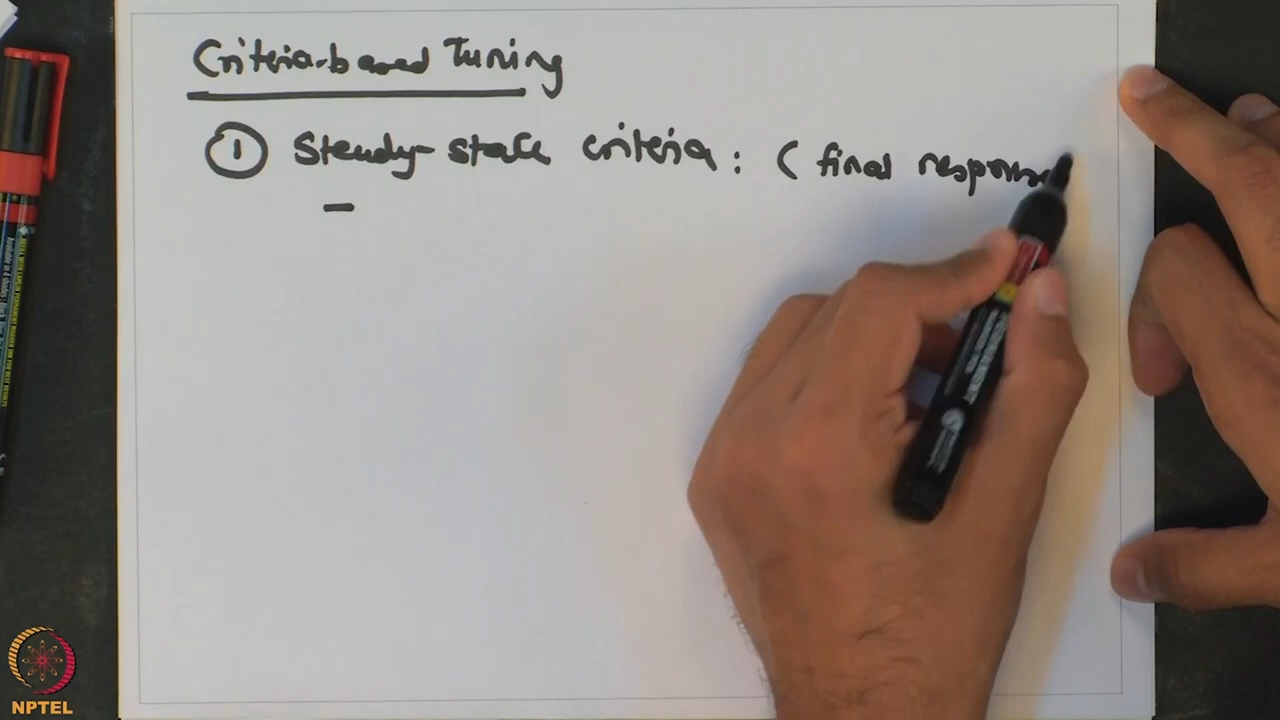 Criteria-based Tuning
① Steady-state criteria : ( final response
NPTEL